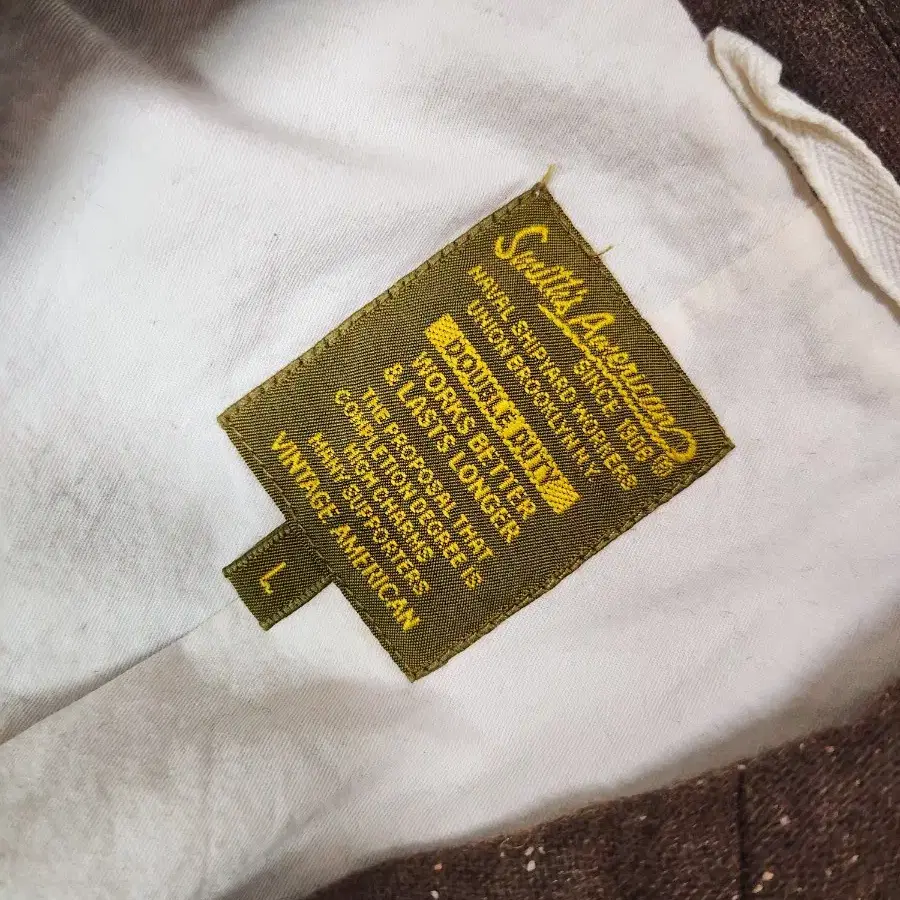 Smith's American
SINCE 1906 ®
NAVAL SHIPYARD WORKERS
UNION BROOKLYN N.Y.
DOUBLE DUTY
WORKS BETTER
& LASTS LONGER
THE PROPOSAL THAT
COMPLETION DEGREE IS
HIGH CHARMS
MANY SUPPORTERS
VINTAGE AMERICAN
L